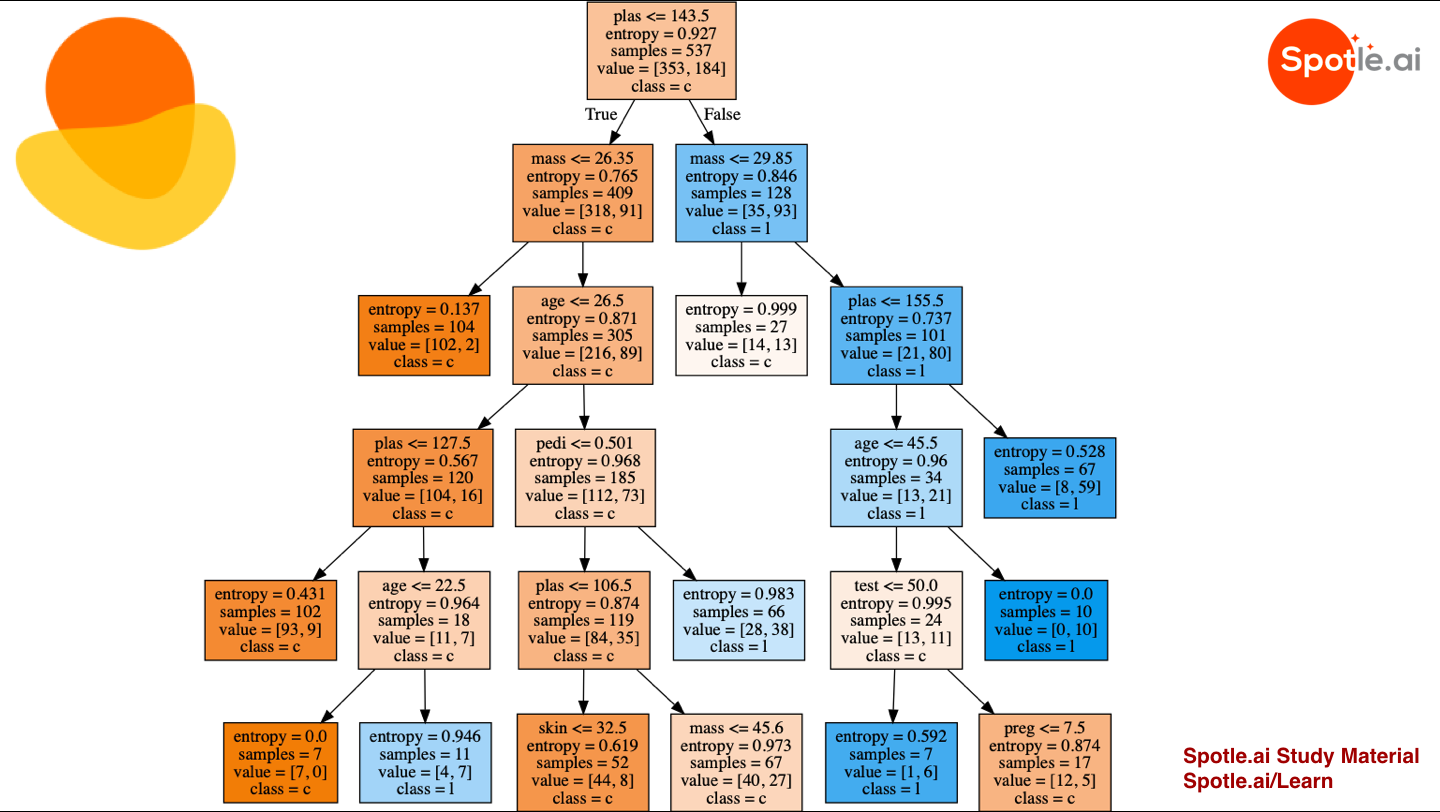 plas <= 143.5
entropy = 0.927
samples = 537
value = [353, 184]
class = c
Spotle.ai
True
False
mass <= 26.35
entropy = 0.765
samples = 409
value = [318, 91]
class = c
mass <= 29.85
entropy = 0.846
samples = 128
value = [35, 93]
class = l
entropy = 0.137
samples = 104
value = [102, 2]
class = c
age <= 26.5
entropy = 0.871
samples = 305
value = [216, 89]
class = c
entropy = 0.999
samples = 27
value = [14, 13]
class = c
plas <= 155.5
entropy = 0.737
samples = 101
value = [21, 80]
class = l
plas <= 127.5
entropy = 0.567
samples = 120
value = [104, 16]
class = c
pedi <= 0.501
entropy = 0.968
samples = 185
value = [112, 73]
class = c
age <= 45.5
entropy = 0.96
samples = 34
value = [13, 21]
class = l
entropy = 0.528
samples = 67
value = [8, 59]
class = l
entropy = 0.431
samples = 102
value = [93, 9]
class = c
age <= 22.5
entropy = 0.964
samples = 18
value = [11, 7]
class = c
plas <= 106.5
entropy = 0.874
samples = 119
value = [84, 35]
class = c
entropy = 0.983
samples = 66
value = [28, 38]
class = l
test <= 50.0
entropy = 0.995
samples = 24
value = [13, 11]
class = c
entropy = 0.0
samples = 10
value = [0, 10]
class = l
entropy = 0.0
samples = 7
value = [7, 0]
class = c
entropy = 0.946
samples = 11
value = [4, 7]
class = l
skin <= 32.5
entropy = 0.619
samples = 52
value = [44, 8]
class = c
mass <= 45.6
entropy = 0.973
samples = 67
value = [40, 27]
class = c
entropy = 0.592
samples = 7
value = [1, 6]
class = l
preg <= 7.5
entropy = 0.874
samples = 17
value = [12, 5]
class = c
Spotle.ai Study Material
Spotle.ai/Learn